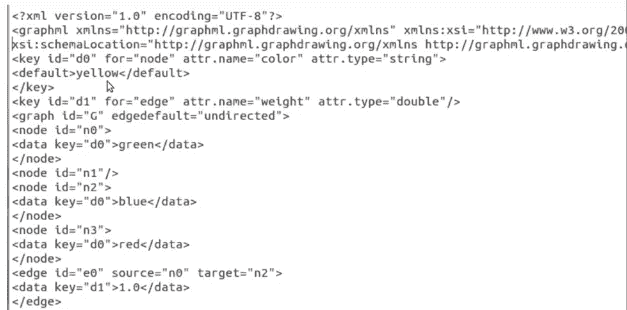 <?xml version="1.0" encoding="UTF-8"?>
<graphml xmlns="http://graphml.graphdrawing.org/xmlns" xmlns:xsi="http://www.w3.org/200
xsi:schemaLocation="http://graphml.graphdrawing.org/xmlns http://graphml.graphdrawing.
<key id="d0" for="node" attr.name="color" attr.type="string">
<default>yellow</default>
</key>
<key id="d1" for="edge" attr.name="weight" attr.type="double"/>
<graph id="G" edgedefault="undirected">
<node id="n0">
<data key="d0">green</data>
</node>
<node id="n1"/>
<node id="n2">
<data key="d0">blue</data>
</node>
<node id="n3">
<data key="d0">red</data>
</node>
<edge id="e0" source="n0" target="n2">
<data key="d1">1.0</data>
</edge>